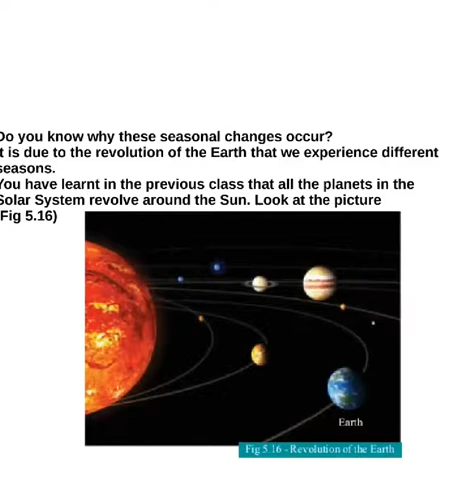 Do you know why these seasonal changes occur?
t is due to the revolution of the Earth that we experience different
seasons.
You have learnt in the previous class that all the planets in the
Solar System revolve around the Sun. Look at the picture
(Fig 5.16)
Earth
Fig 5.16 - Revolution of the Earth